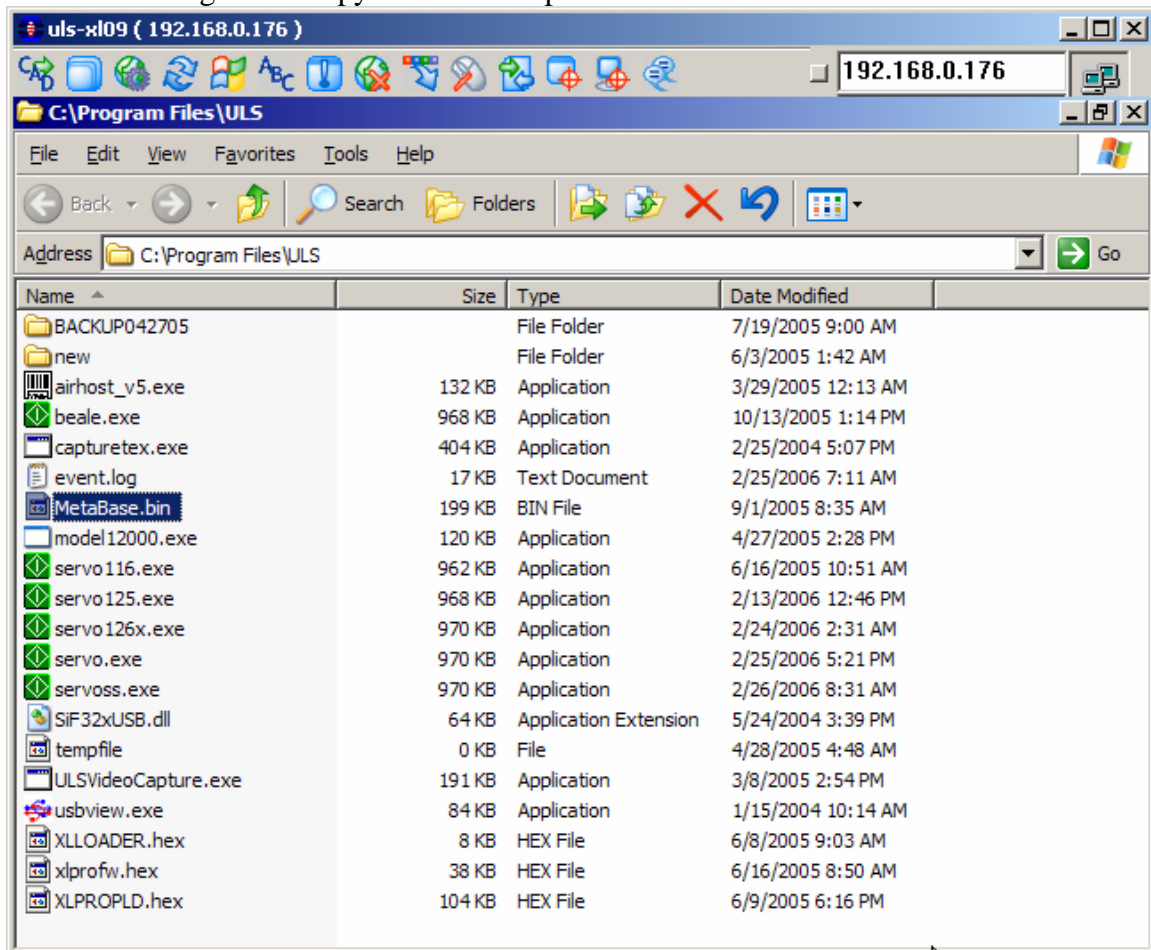 uls-xl09 ( 192.168.0.176 )
CAD ABC 192.168.0.176
C:\Program Files\ULS
File Edit View Favorites Tools Help
Back Search Folders
Address C:\Program Files\ULS Go
Name Size Type Date Modified
BACKUP042705 File Folder 7/19/2005 9:00 AM
new File Folder 6/3/2005 1:42 AM
airhost_v5.exe 132 KB Application 3/29/2005 12:13 AM
beale.exe 968 KB Application 10/13/2005 1:14 PM
capturetex.exe 404 KB Application 2/25/2004 5:07 PM
event.log 17 KB Text Document 2/25/2006 7:11 AM
MetaBase.bin 199 KB BIN File 9/1/2005 8:35 AM
model12000.exe 120 KB Application 4/27/2005 2:28 PM
servo116.exe 962 KB Application 6/16/2005 10:51 AM
servo125.exe 968 KB Application 2/13/2006 12:46 PM
servo126x.exe 970 KB Application 2/24/2006 2:31 AM
servo.exe 970 KB Application 2/25/2006 5:21 PM
servoss.exe 970 KB Application 2/26/2006 8:31 AM
SiF32xUSB.dll 64 KB Application Extension 5/24/2004 3:39 PM
tempfile 0 KB File 4/28/2005 4:48 AM
ULSVideoCapture.exe 191 KB Application 3/8/2005 2:54 PM
usbview.exe 84 KB Application 1/15/2004 10:14 AM
XLLOADER.hex 8 KB HEX File 6/8/2005 9:03 AM
xlprofw.hex 38 KB HEX File 6/16/2005 8:50 AM
XLPROPLD.hex 104 KB HEX File 6/9/2005 6:16 PM